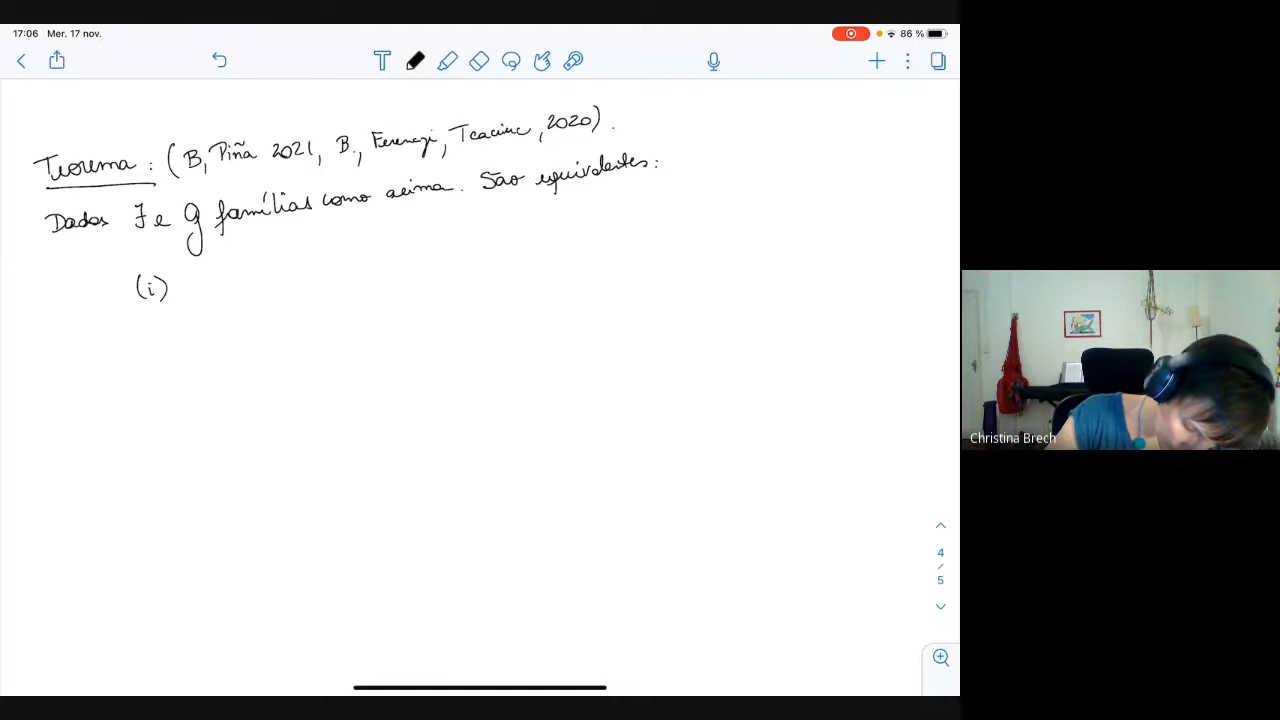 17:06 Mer. 17 nov.
86 %
Teorema: (B, Piña 2021, B., Ferenczi, Tcaciuc, 2020).
Dados F e G famílias como acima. São equivalentes:
(i)
Christina Brech
4
/
5